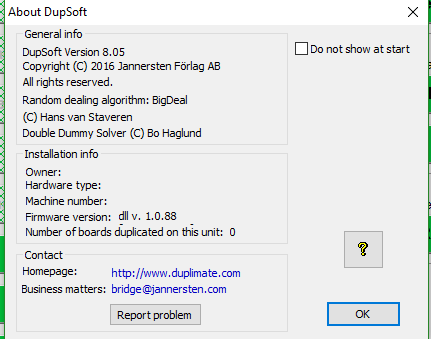 About DupSoft
General info
DupSoft Version 8.05
Copyright (C) 2016 Jannersten Förlag AB
All rights reserved.
Random dealing algorithm: BigDeal
(C) Hans van Staveren
Double Dummy Solver (C) Bo Haglund
Do not show at start
Installation info
Owner:
Hardware type:
Machine number:
Firmware version: dll v. 1.0.88
Number of boards duplicated on this unit: 0
Contact
Homepage: http://www.duplimate.com
Business matters: bridge@jannersten.com
Report problem
?
OK